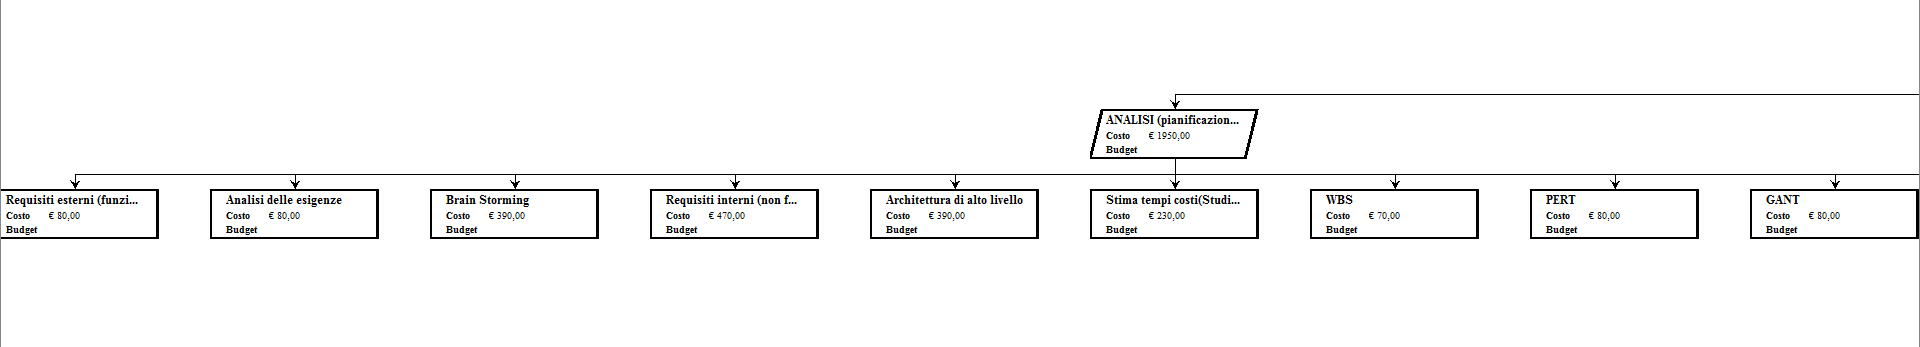 ANALISI (pianificazion...
Costo € 1950,00
Budget
Requisiti esterni (funzi...
Costo € 80,00
Budget
Analisi delle esigenze
Costo € 80,00
Budget
Brain Storming
Costo € 390,00
Budget
Requisiti interni (non f...
Costo € 470,00
Budget
Architettura di alto livello
Costo € 390,00
Budget
Stima tempi costi(Studi...
Costo € 230,00
Budget
WBS
Costo € 70,00
Budget
PERT
Costo € 80,00
Budget
GANT
Costo € 80,00
Budget